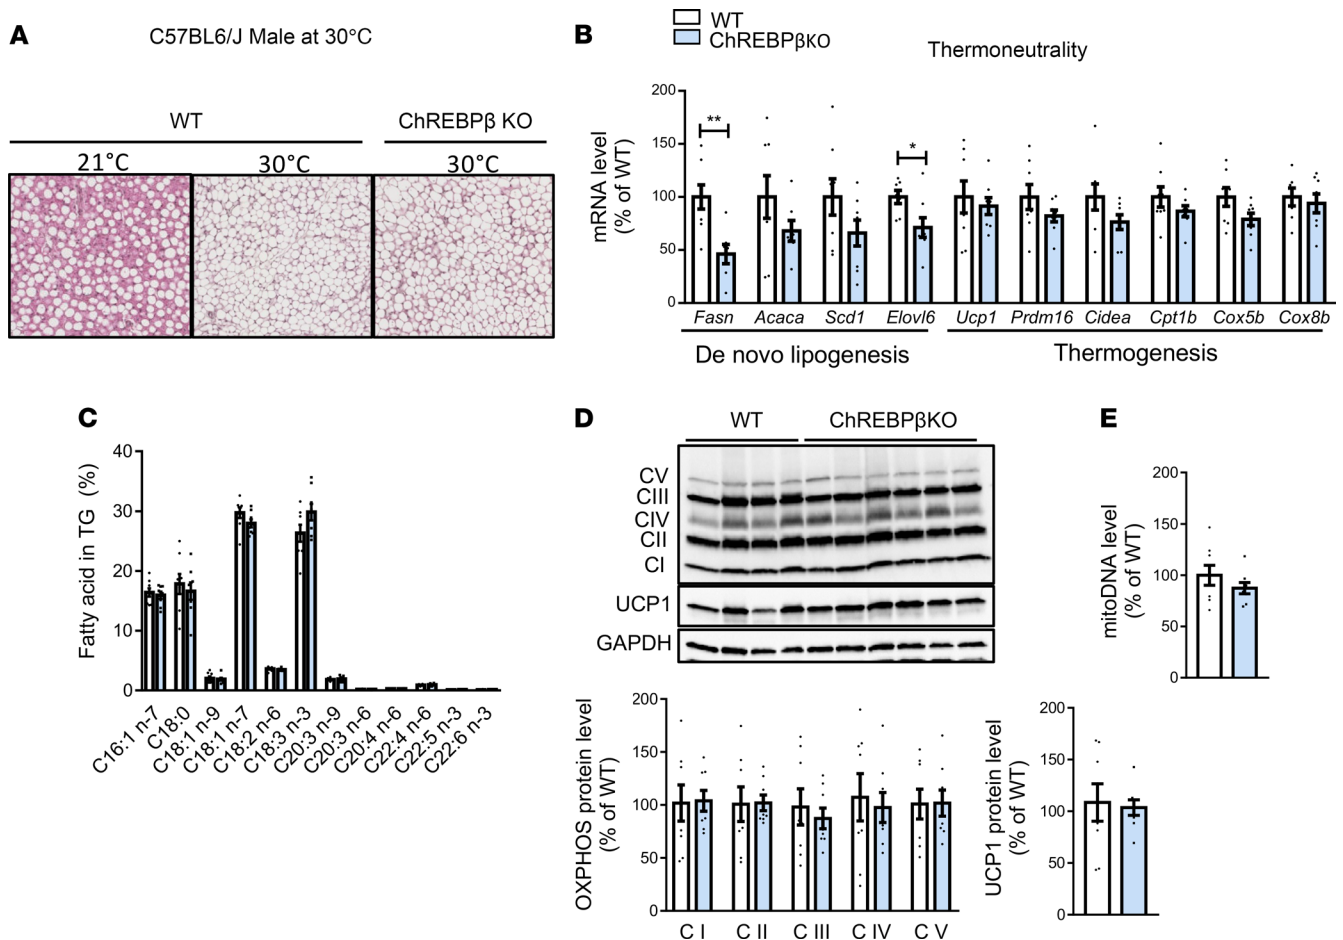 A
C57BL6/J Male at 30°C
WT
ChREBPβ KO
21°C
30°C
30°C
B
WT
ChREBPβKO
Thermoneutrality
mRNA level
(% of WT)
200
150
100
50
0
**
*
Fasn
Acaca
Scd1
Elovl6
Ucp1
Prdm16
Cidea
Cpt1b
Cox5b
Cox8b
De novo lipogenesis
Thermogenesis
C
Fatty acid in TG (%)
40
30
20
10
0
C16:1 n-7
C18:0
C18:1 n-9
C18:1 n-7
C18:2 n-6
C18:3 n-3
C20:3 n-9
C20:3 n-6
C20:4 n-6
C22:4 n-6
C22:5 n-3
C22:6 n-3
D
WT
ChREBPβKO
CV
CIII
CIV
CII
CI
UCP1
GAPDH
OXPHOS protein level
(% of WT)
200
150
100
50
0
C I
C II
C III
C IV
C V
UCP1 protein level
(% of WT)
200
150
100
50
0
E
mitoDNA level
(% of WT)
200
150
100
50
0